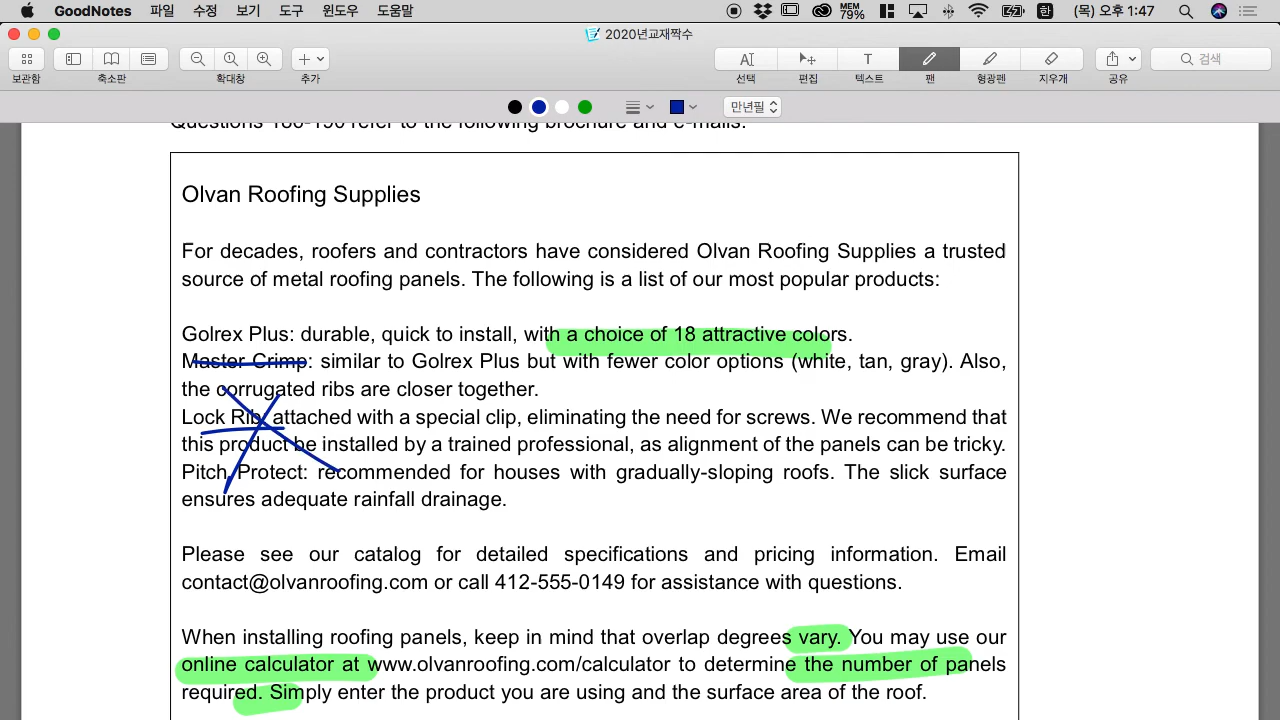 GoodNotes 파일 수정 보기 도구 윈도우 도움말 MEM 79% 한 (목) 오후 1:47
2020년교재짝수
보관함 축소판 확대창 추가 AI 선택 편집 T 텍스트 펜 형광펜 지우개 공유 검색
만년필
Questions 186-190 refer to the following brochure and e-mails.
Olvan Roofing Supplies
For decades, roofers and contractors have considered Olvan Roofing Supplies a trusted
source of metal roofing panels. The following is a list of our most popular products:
Golrex Plus: durable, quick to install, with a choice of 18 attractive colors.
Master Crimp: similar to Golrex Plus but with fewer color options (white, tan, gray). Also,
the corrugated ribs are closer together.
Lock Rib: attached with a special clip, eliminating the need for screws. We recommend that
this product be installed by a trained professional, as alignment of the panels can be tricky.
Pitch Protect: recommended for houses with gradually-sloping roofs. The slick surface
ensures adequate rainfall drainage.
Please see our catalog for detailed specifications and pricing information. Email
contact@olvanroofing.com or call 412-555-0149 for assistance with questions.
When installing roofing panels, keep in mind that overlap degrees vary. You may use our
online calculator at www.olvanroofing.com/calculator to determine the number of panels
required. Simply enter the product you are using and the surface area of the roof.